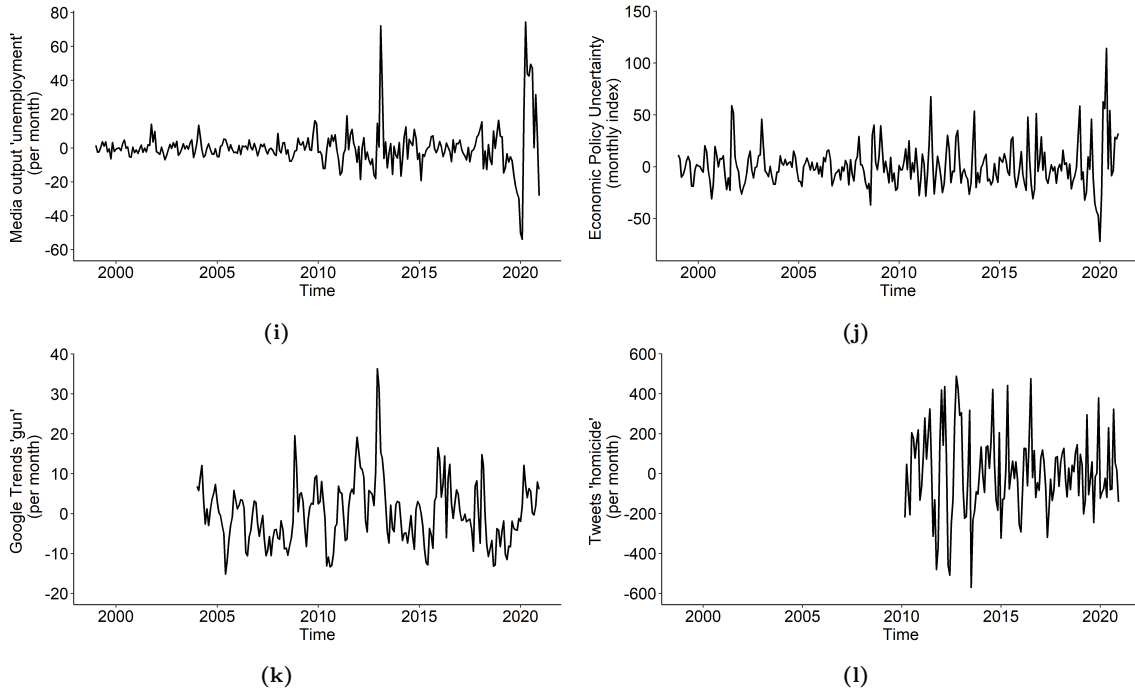 Media output 'unemployment'
(per month)
80
60
40
20
0
-20
-40
-60
2000
2005
2010
2015
2020
Time
(i)
Economic Policy Uncertainty
(monthly index)
150
100
50
0
-50
2000
2005
2010
2015
2020
Time
(j)
Google Trends 'gun'
(per month)
40
30
20
10
0
-10
-20
2000
2005
2010
2015
2020
Time
(k)
Tweets 'homicide'
(per month)
600
400
200
0
-200
-400
-600
2000
2005
2010
2015
2020
Time
(l)